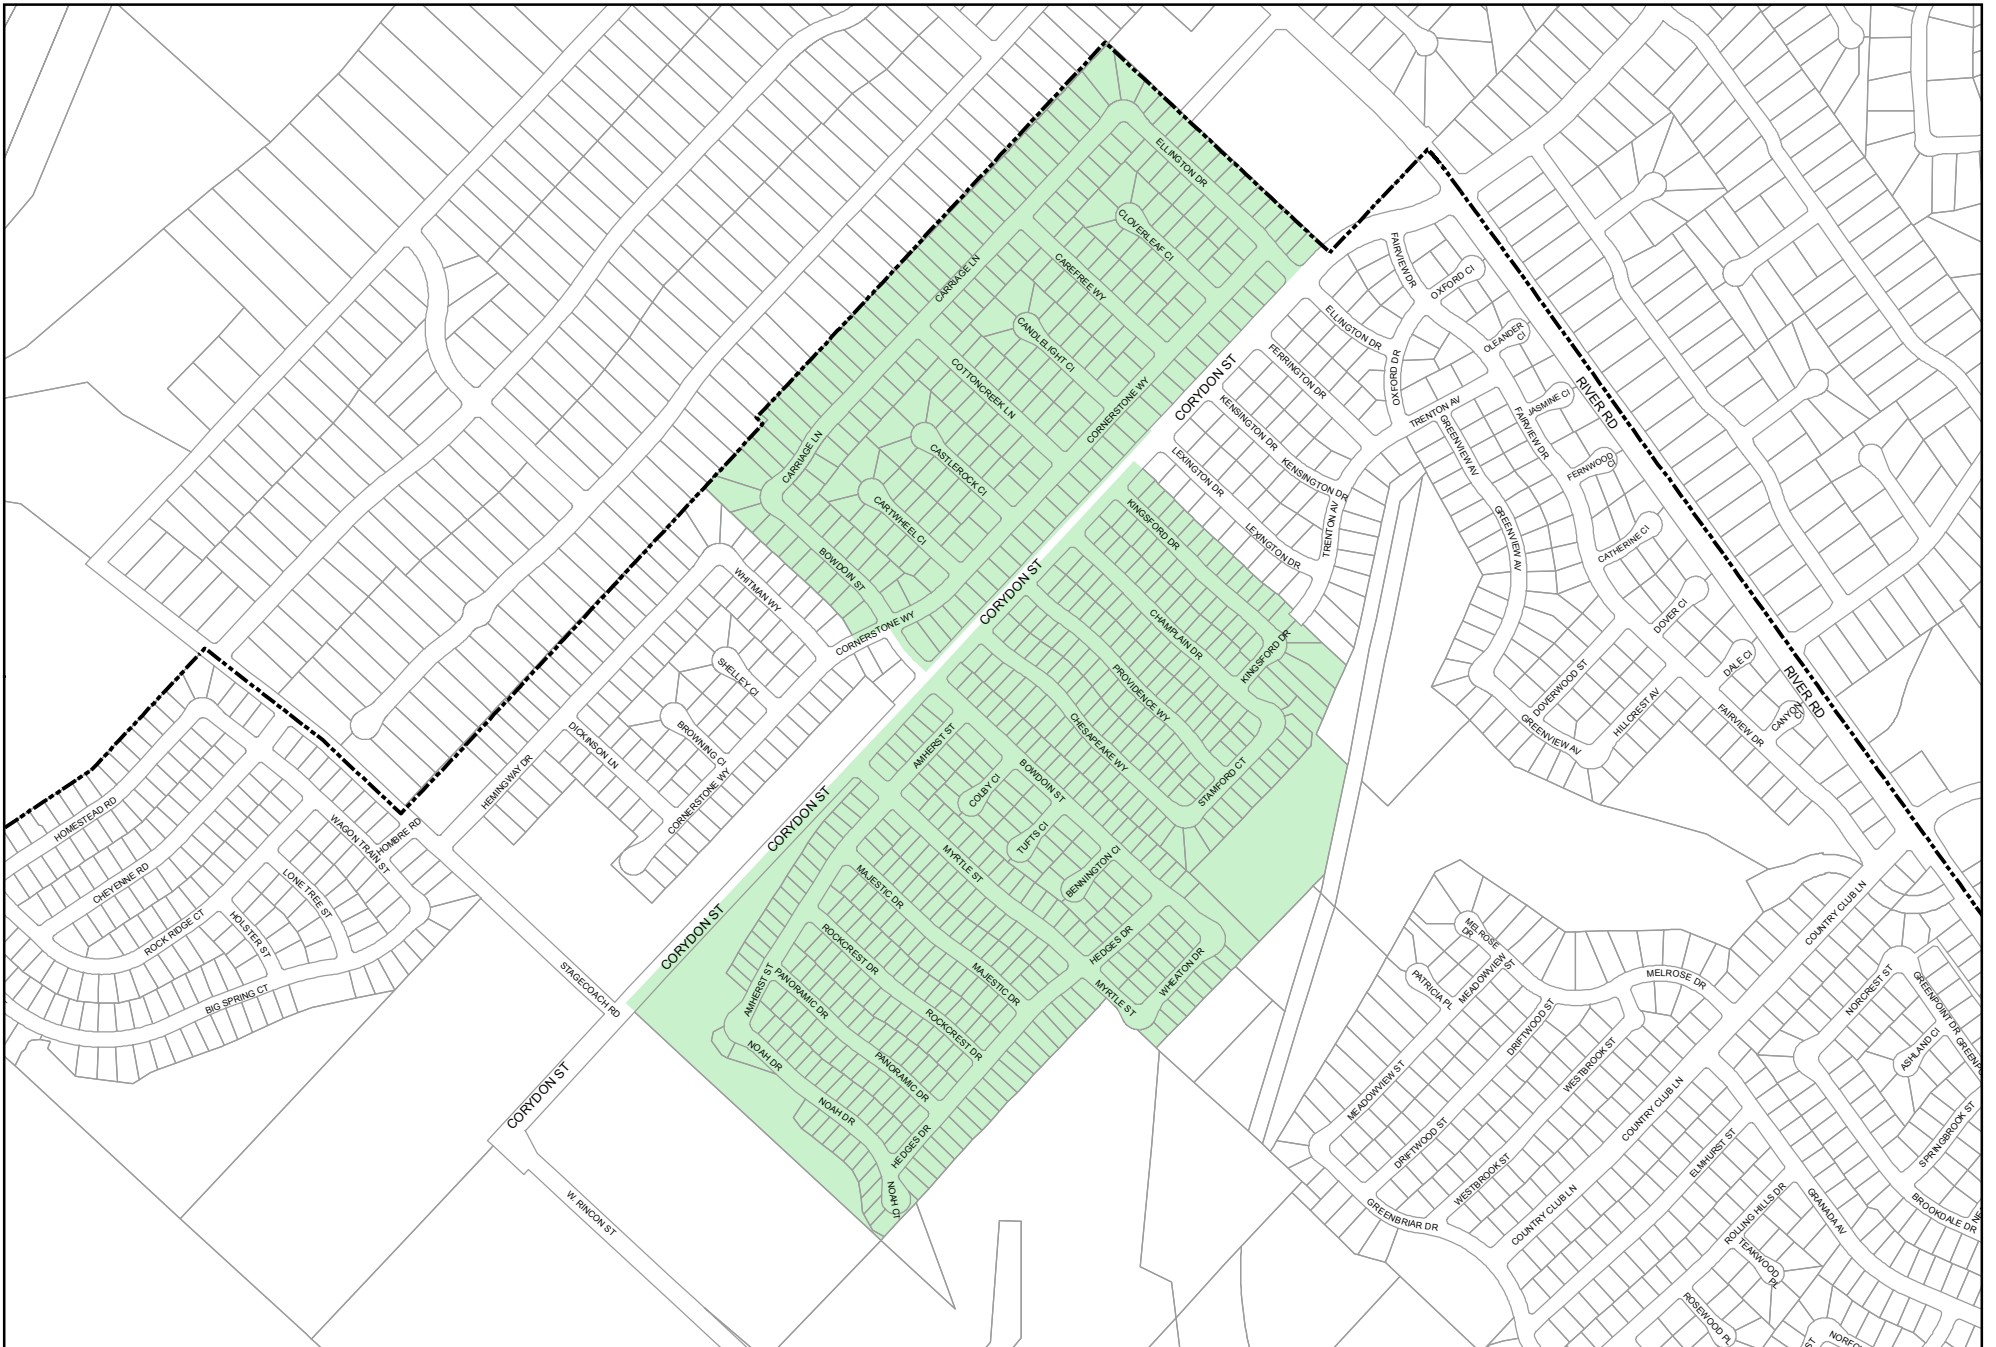 ELLINGTON DR
CLOVERLEAF CI
CAREFREE WY
CARRIAGE LN
CANDLELIGHT CI
COTTONCREEK LN
CORNERSTONE WY
CARRIAGE LN
CASTLEROCK CI
CARTWHEEL CI
BOWDOIN ST
CORNERSTONE WY
FAIRVIEW DR
OXFORD CI
ELLINGTON DR
OLEANDER
CI
FERRINGTON DR
OXFORD DR
CORYDON ST
RIVER RD
KENSINGTON DR
TRENTON AV
JASMINE CI
GREENVIEW AV
FAIRVIEW DR
LEXINGTON DR
KENSINGTON DR
FERNWOOD
CI
KINGSFORD DR
TRENTON AV
LEXINGTON DR
GREENVIEW AV
CATHERINE CI
CORYDON ST
CHAMPLAIN DR
KINGSFORD DR
DOVER CI
WHITMAN WY
SHELLEY CI
BROWNING CI
DICKINSON LN
HEMINGWAY DR
CORNERSTONE WY
PROVIDENCE WY
CHESAPEAKE WY
STAMFORD CT
DOVERWOOD ST
HILLCREST AV
GREENVIEW AV
DALE CI
RIVER RD
FAIRVIEW DR
CANYON
CT
AMHERST ST
BOWDOIN ST
COLBY CI
TUFTS CI
BENNINGTON CI
CORYDON ST
MYRTLE ST
MAJESTIC DR
HOMESTEAD RD
HOMBRE RD
WAGON TRAIN ST
CHEYENNE RD
LONE TREE ST
ROCK RIDGE CT
HOLSTER ST
BIG SPRING CT
STAGECOACH RD
CORYDON ST
ROCKCREST DR
MAJESTIC DR
HEDGES DR
WHEATON DR
MYRTLE ST
AMHERST ST
PANORAMIC DR
ROCKCREST DR
NOAH DR
PANORAMIC DR
NOAH DR
HEDGES DR
NOAH CT
CORYDON ST
W. RINCON ST
COUNTRY CLUB LN
MELROSE
DR
MEADOWVIEW
ST
PATRICIA PL
MELROSE DR
NORCREST ST
GREENPOINT DR
ASHLAND CI
DRIFTWOOD ST
WESTBROOK ST
MEADOWVIEW ST
COUNTRY CLUB LN
DRIFTWOOD ST
ELMHURST ST
SPRINGBROOK ST
WESTBROOK ST
GREENBRIAR DR
COUNTRY CLUB LN
ROLLING HILLS DR
GRANADA AV
BROOKDALE DR
TEAKWOOD
PL
ROSEWOOD PL